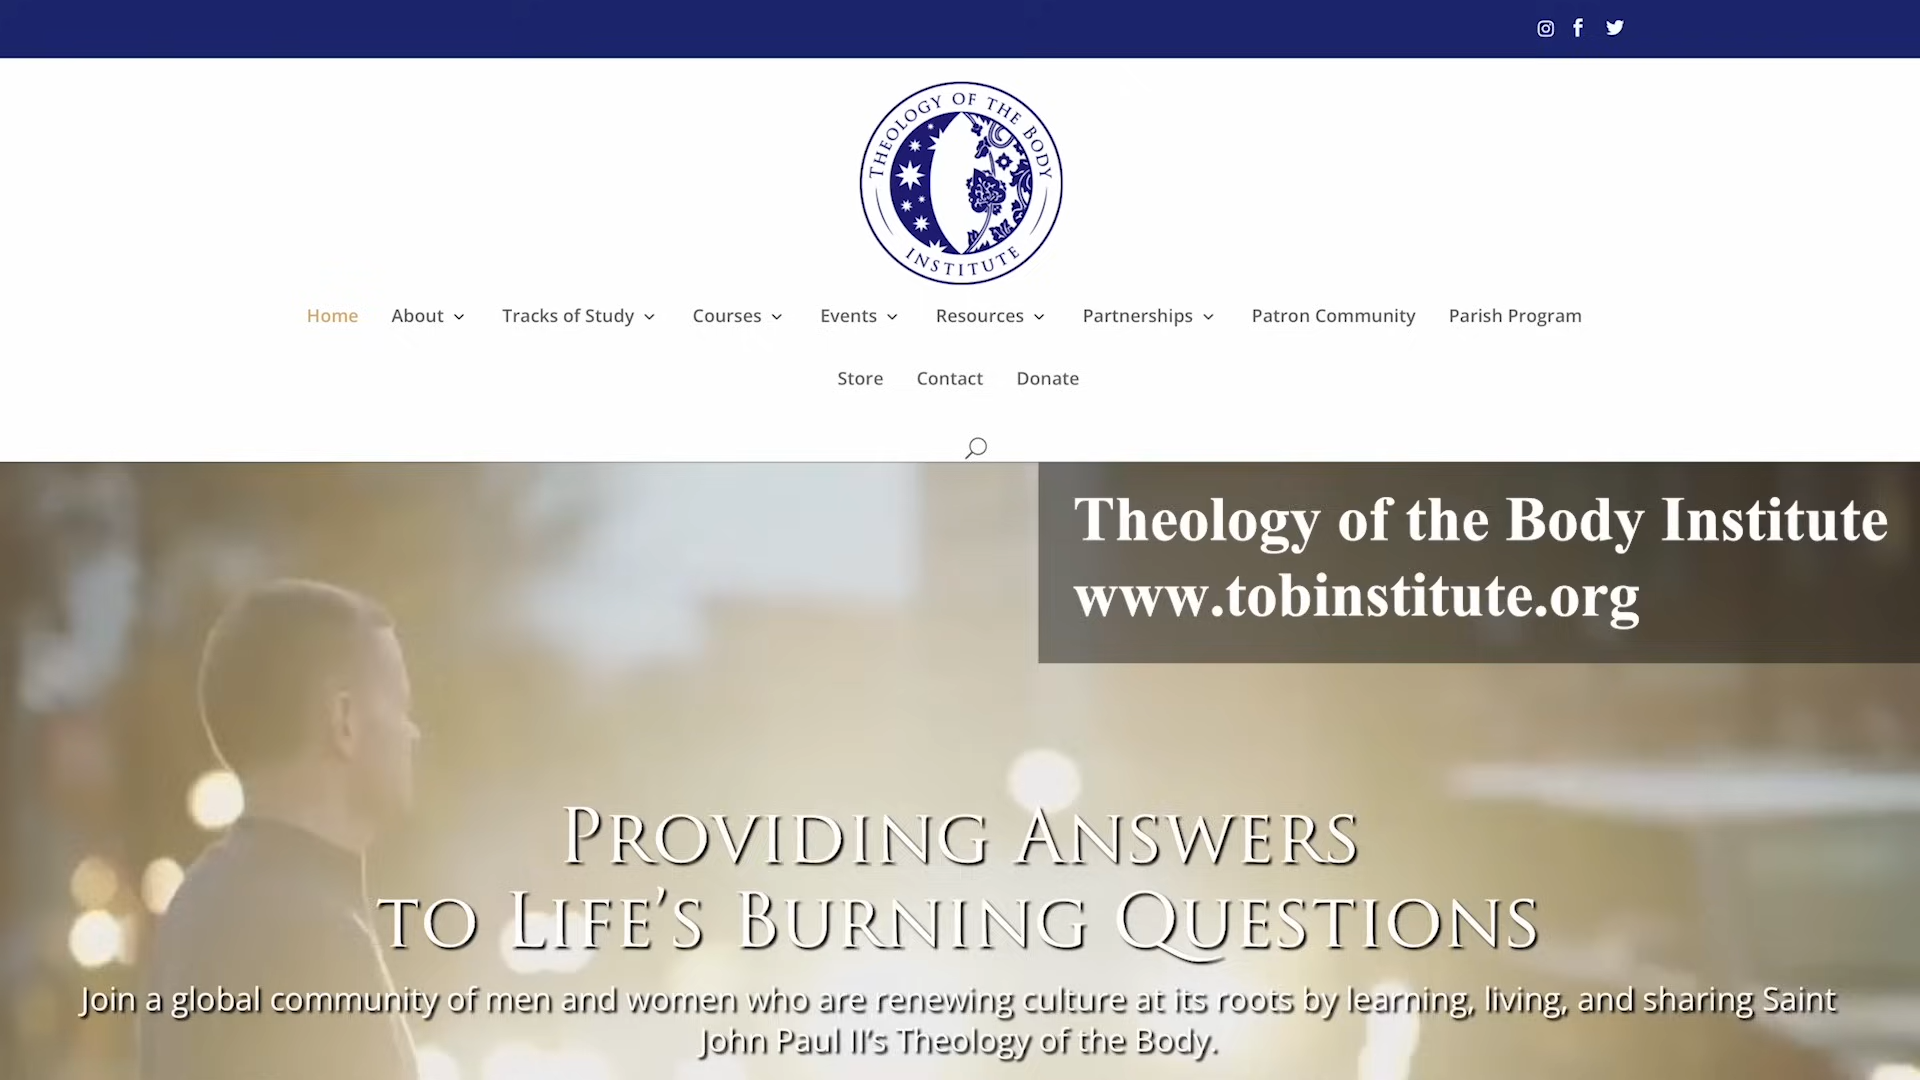 THEOLOGY OF THE BODY
INSTITUTE
Home About Tracks of Study Courses Events Resources Partnerships Patron Community Parish Program
Store Contact Donate
Theology of the Body Institute
www.tobinstitute.org
PROVIDING ANSWERS
TO LIFE'S BURNING QUESTIONS
Join a global community of men and women who are renewing culture at its roots by learning, living, and sharing Saint
John Paul II's Theology of the Body.